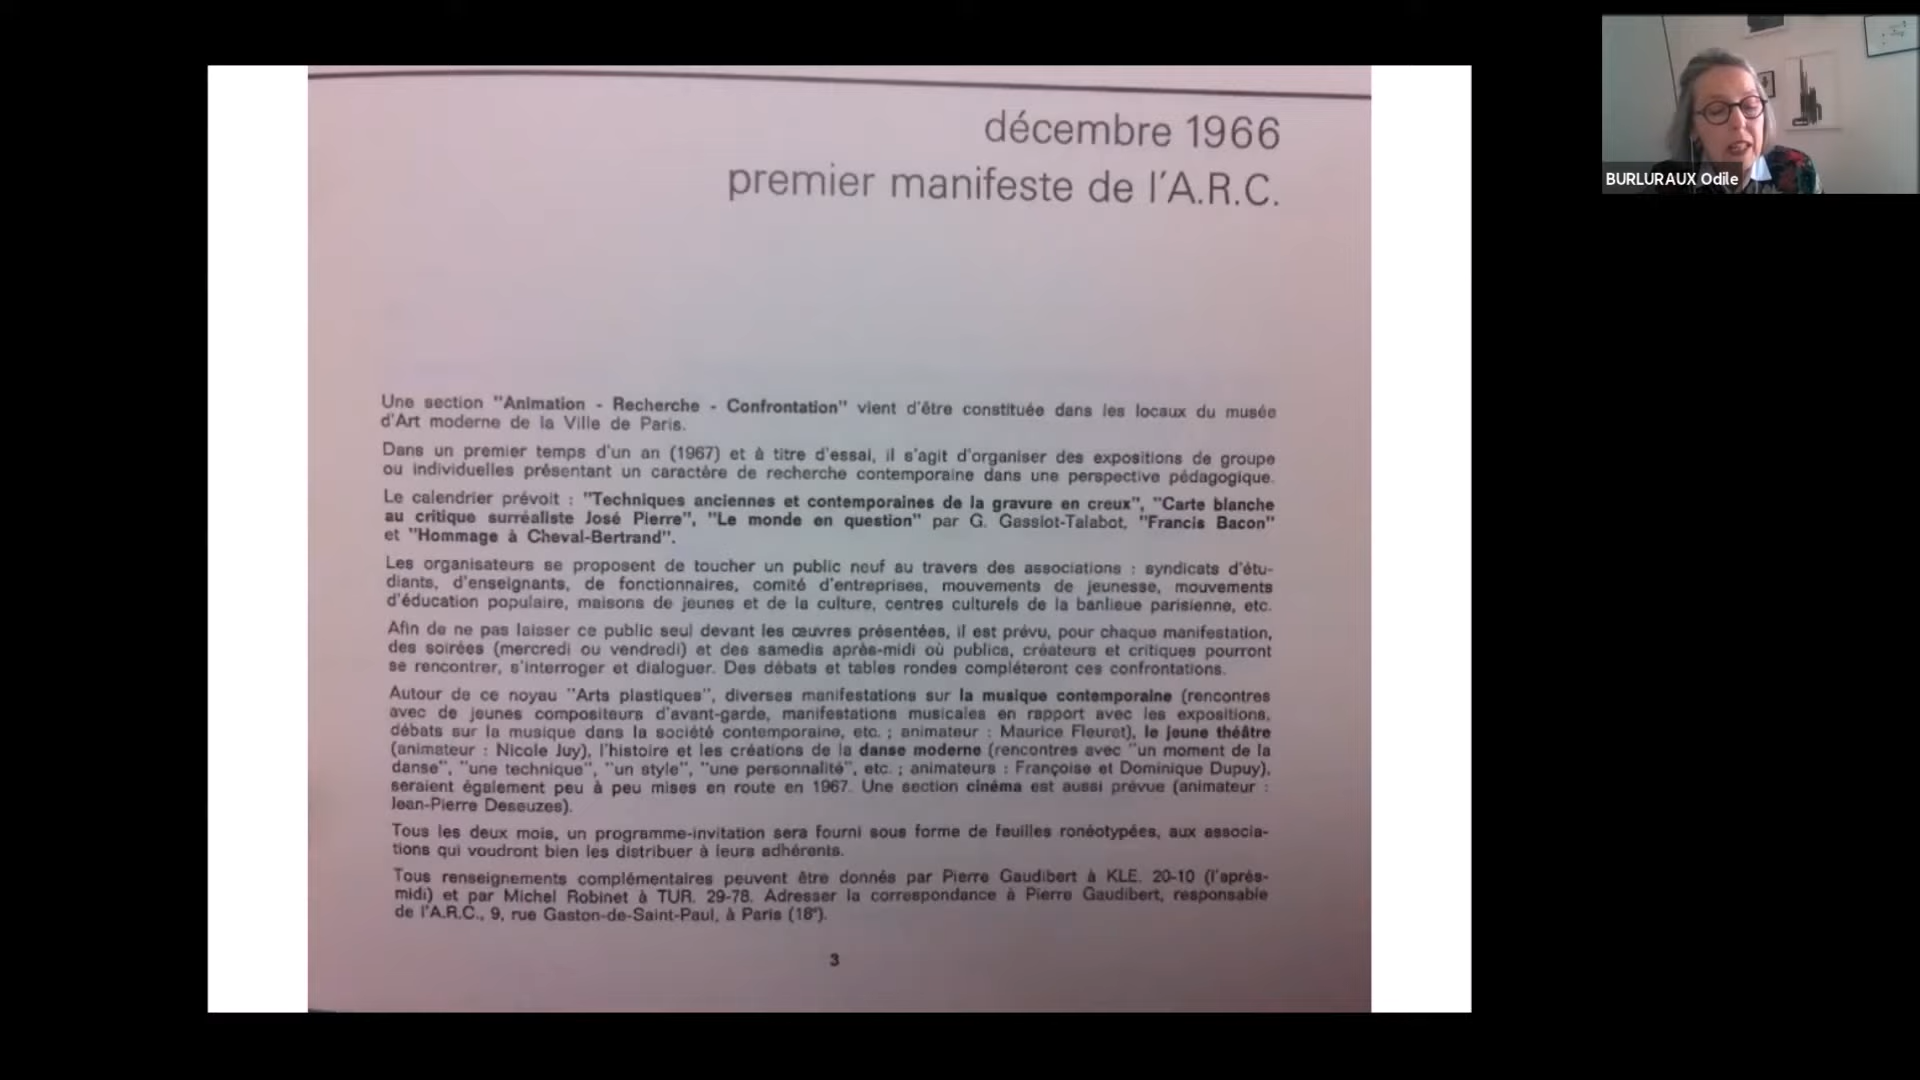 décembre 1966
premier manifeste de l'A.R.C.
Une section "Animation - Recherche - Confrontation" vient d'être constituée dans les locaux du musée
d'Art moderne de la Ville de Paris.
Dans un premier temps d'un an (1967) et à titre d'essai, il s'agit d'organiser des expositions de groupe
ou individuelles présentant un caractère de recherche contemporaine dans une perspective pédagogique.
Le calendrier prévoit : "Techniques anciennes et contemporaines de la gravure en creux", "Carte blanche
au critique surréaliste José Pierre", "Le monde en question" par G. Gassiot-Talabot, "Francis Bacon"
et "Hommage à Cheval-Bertrand".
Les organisateurs se proposent de toucher un public neuf au travers des associations : syndicats d'étu-
diants, d'enseignants, de fonctionnaires, comité d'entreprises, mouvements de jeunesse, mouvements
d'éducation populaire, maisons de jeunes et de la culture, centres culturels de la banlieue parisienne, etc.
Afin de ne pas laisser ce public seul devant les œuvres présentées, il est prévu, pour chaque manifestation,
des soirées (mercredi ou vendredi) et des samedis après-midi où publics, créateurs et critiques pourront
se rencontrer, s'interroger et dialoguer. Des débats et tables rondes compléteront ces confrontations.
Autour de ce noyau "Arts plastiques", diverses manifestations sur la musique contemporaine (rencontres
avec de jeunes compositeurs d'avant-garde, manifestations musicales en rapport avec les expositions,
débats sur la musique dans la société contemporaine, etc. ; animateur : Maurice Fleuret), le jeune théâtre
(animateur : Nicole Juy), l'histoire et les créations de la danse moderne (rencontres avec "un moment de la
danse", "une technique", "un style", "une personnalité", etc. ; animateurs : Françoise et Dominique Dupuy),
seraient également peu à peu mises en route en 1967. Une section cinéma est aussi prévue (animateur :
Jean-Pierre Deseuzes).
Tous les deux mois, un programme-invitation sera fourni sous forme de feuilles ronéotypées, aux associa-
tions qui voudront bien les distribuer à leurs adhérents.
Tous renseignements complémentaires peuvent être donnés par Pierre Gaudibert à KLE. 20-10 (l'après-
midi) et par Michel Robinet à TUR. 29-78. Adresser la correspondance à Pierre Gaudibert, responsable
de l'A.R.C., 9, rue Gaston-de-Saint-Paul, à Paris (16e).
3
BURLURAUX Odile